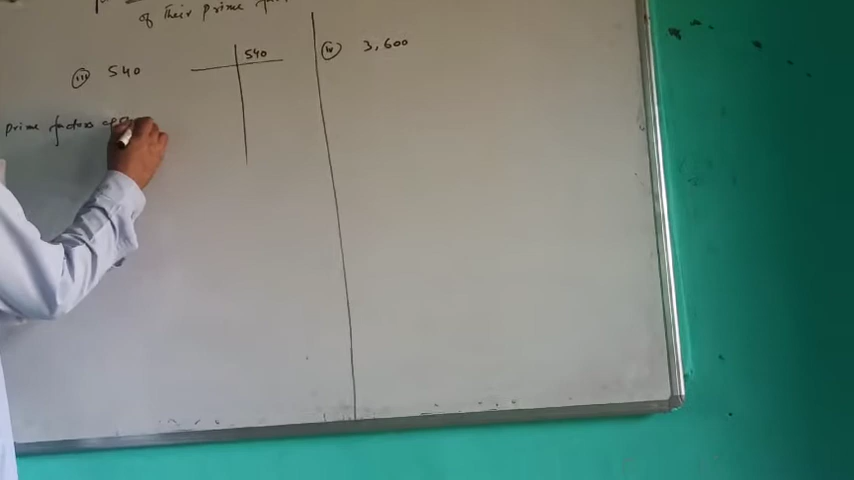 of Their prime
(iii) 540
540
prime factors of
(iv) 3,600